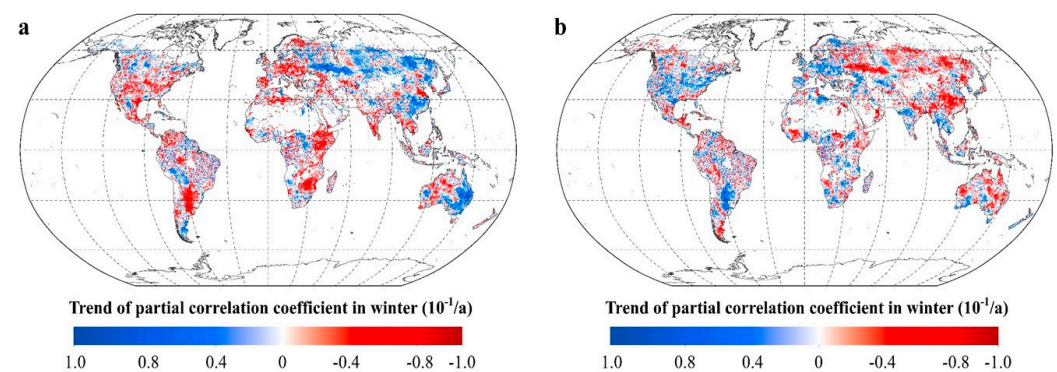 a
b
Trend of partial correlation coefficient in winter (10⁻¹/a)
1.0 0.8 0.4 0 -0.4 -0.8 -1.0
Trend of partial correlation coefficient in winter (10⁻¹/a)
1.0 0.8 0.4 0 -0.4 -0.8 -1.0